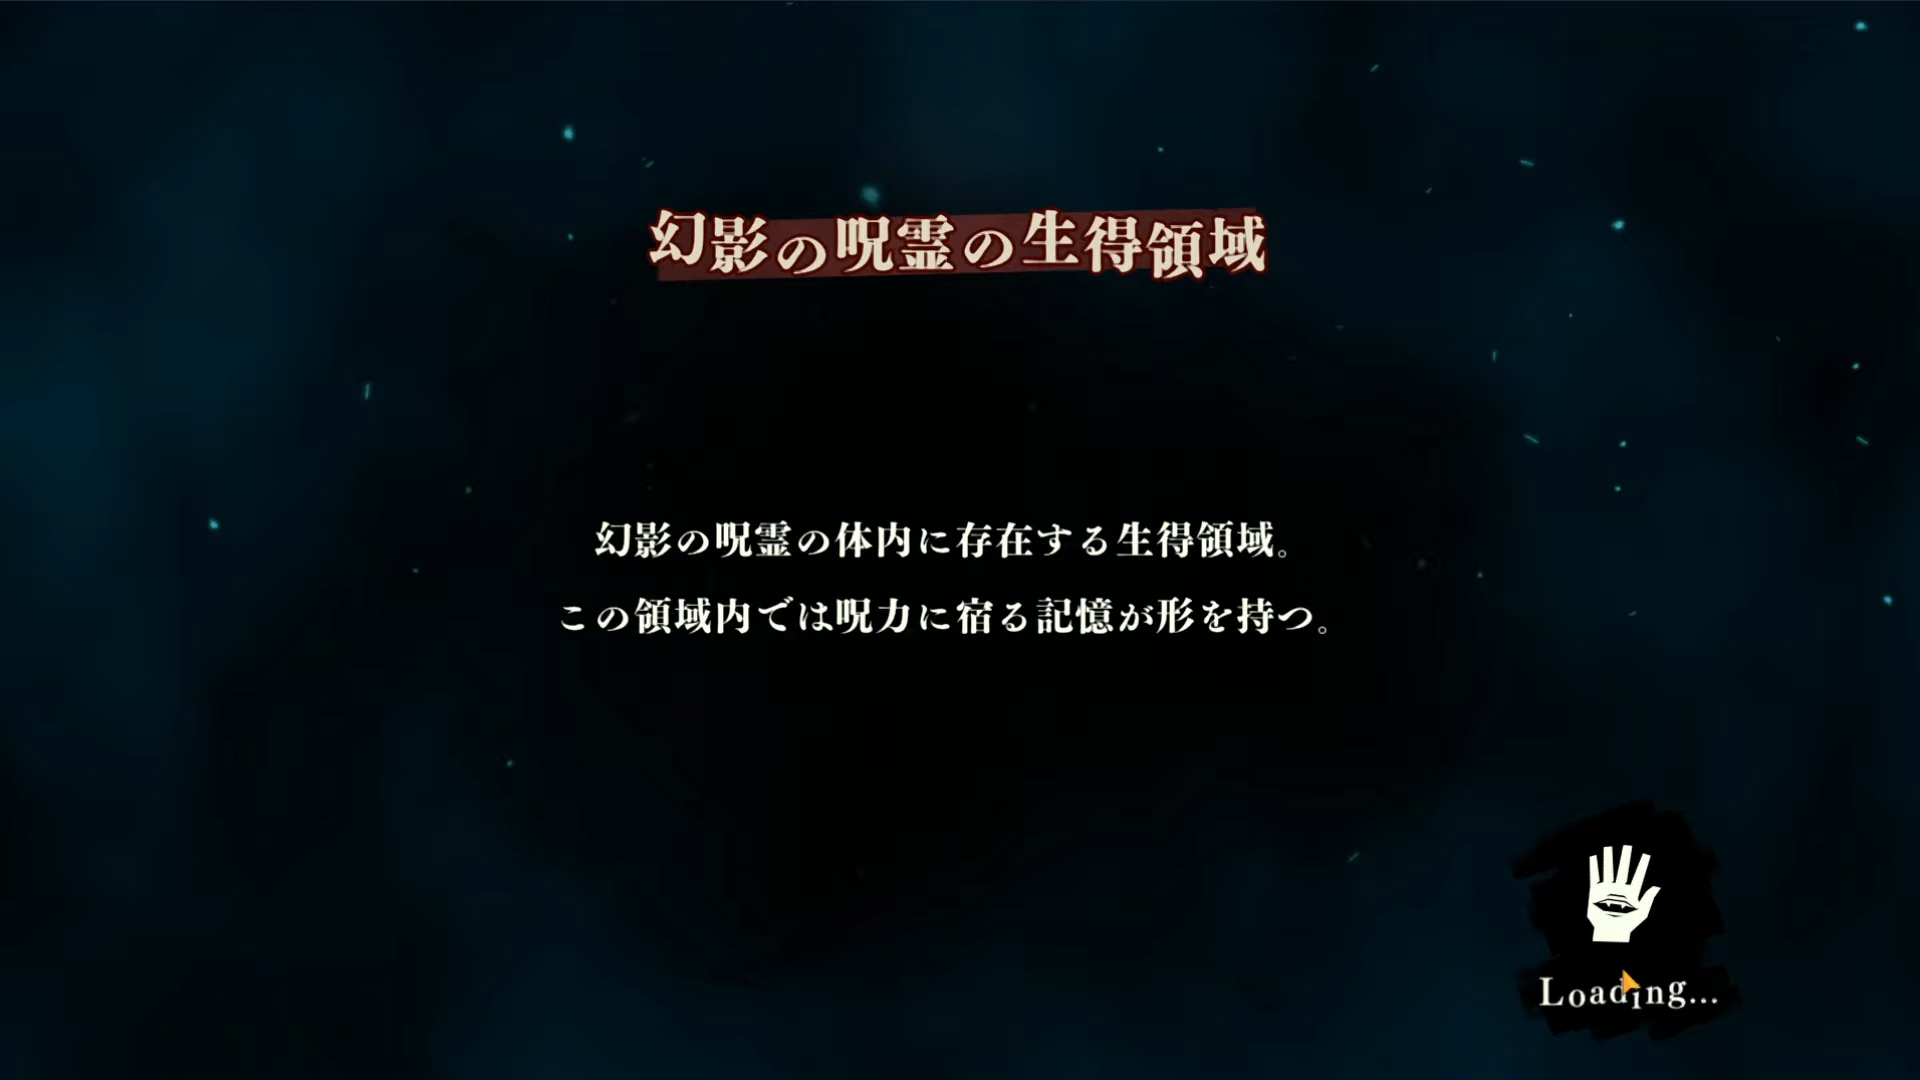 幻影の呪霊の生得領域
幻影の呪霊の体内に存在する生得領域。
この領域内では呪力に宿る記憶が形を持つ。
Loading...